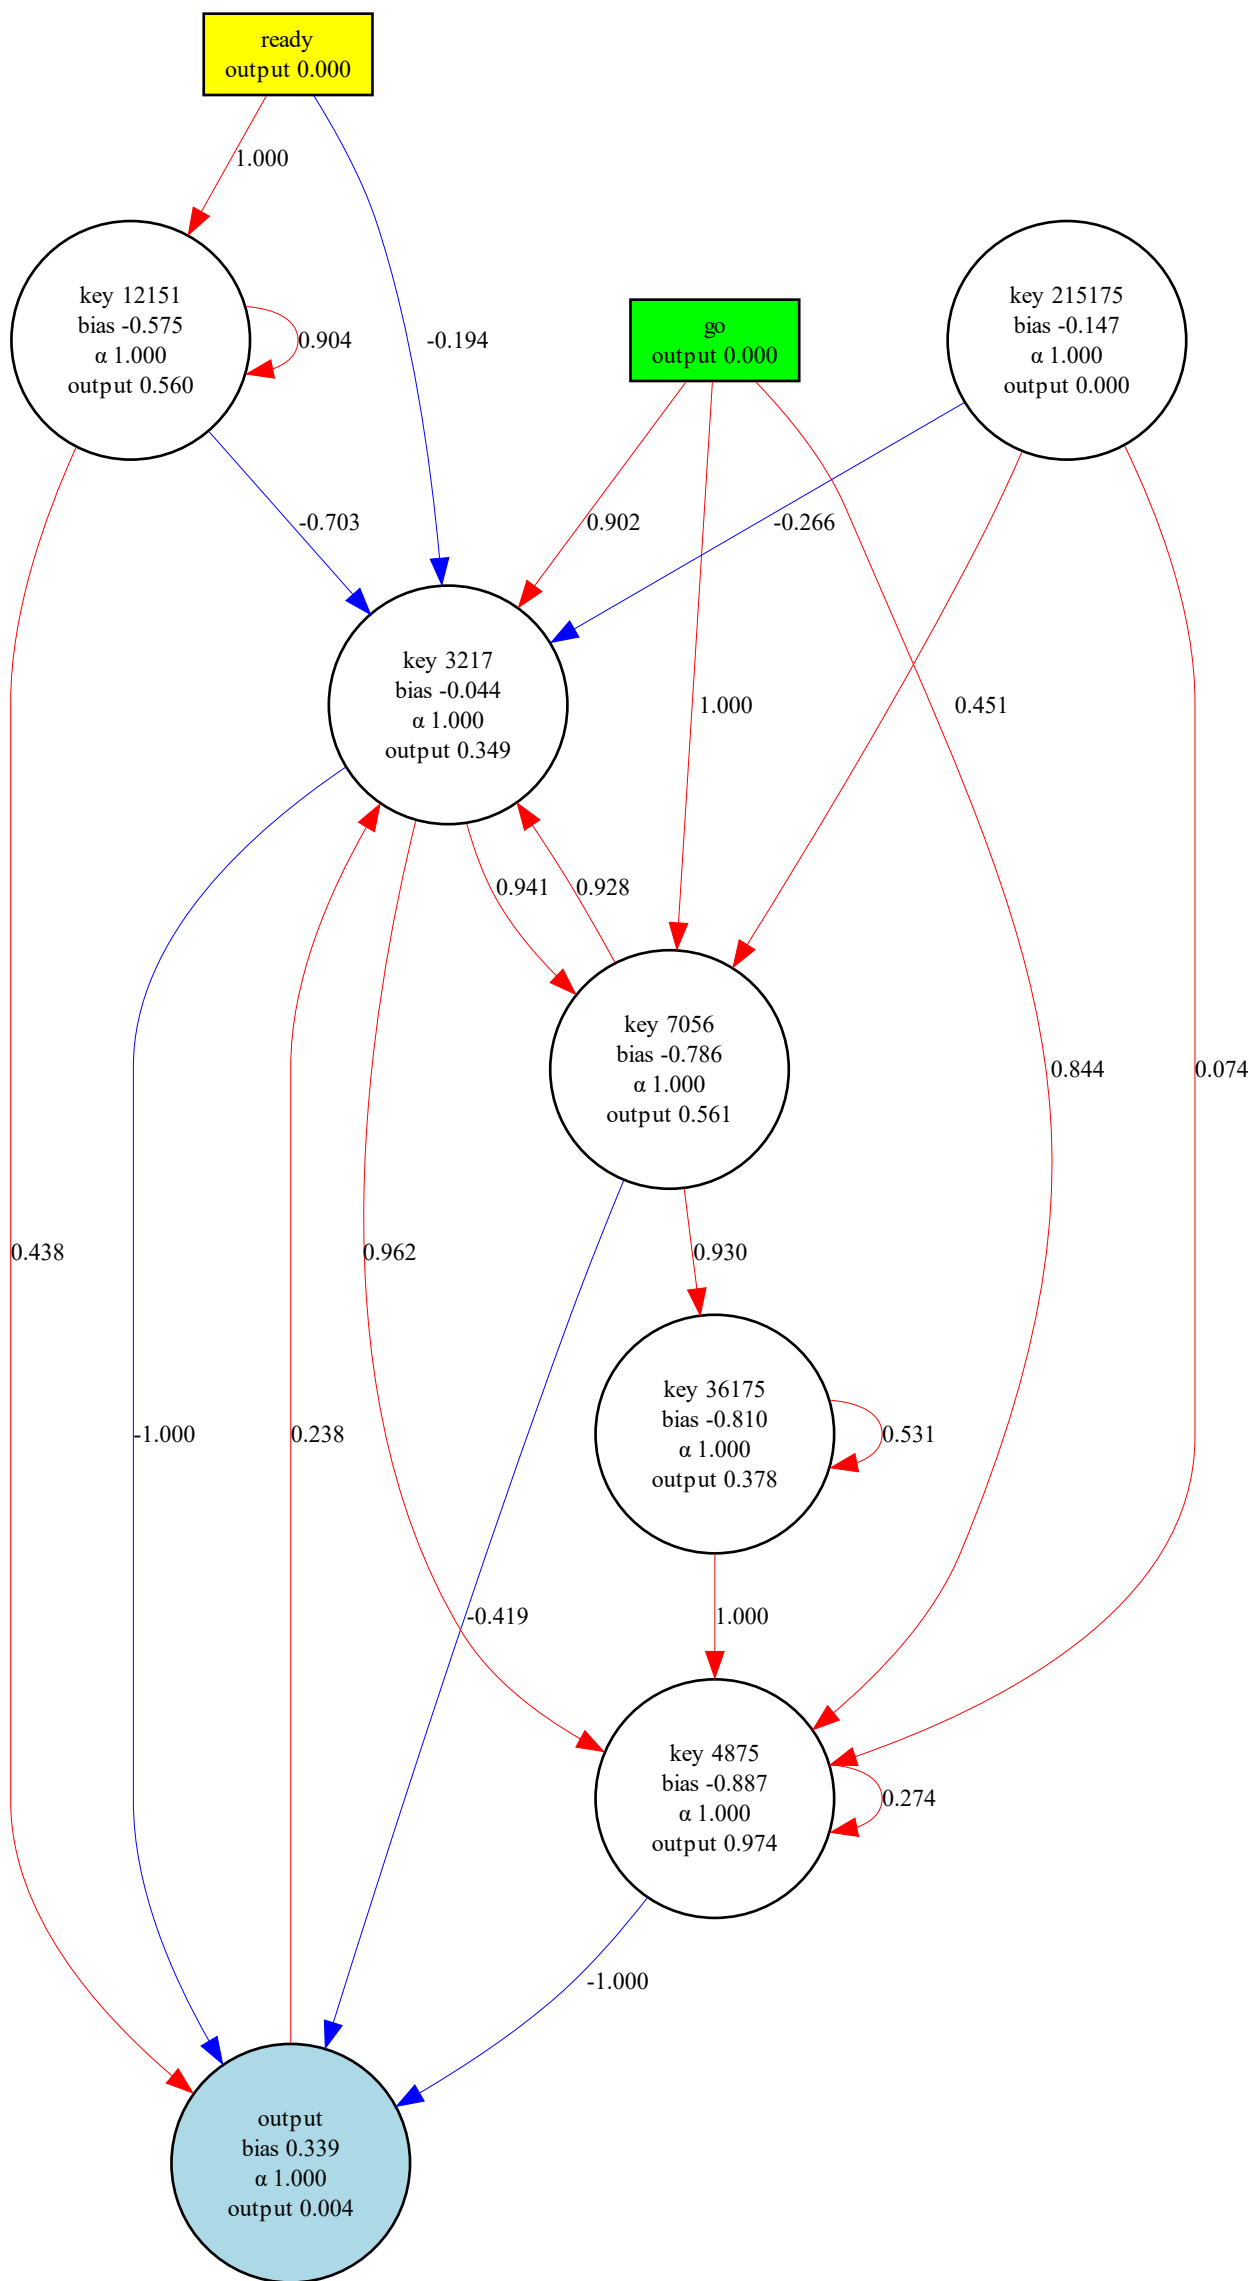 ready
output 0.000
1.000
key 12151
bias -0.575
α 1.000
output 0.560
0.904
-0.194
go
output 0.000
key 215175
bias -0.147
α 1.000
output 0.000
-0.703
0.902
-0.266
key 3217
bias -0.044
α 1.000
output 0.349
1.000
0.451
0.941
0.928
key 7056
bias -0.786
α 1.000
output 0.561
0.844
0.074
0.438
0.962
0.930
key 36175
bias -0.810
α 1.000
output 0.378
0.531
-1.000
0.238
-0.419
1.000
key 4875
bias -0.887
α 1.000
output 0.974
0.274
-1.000
output
bias 0.339
α 1.000
output 0.004